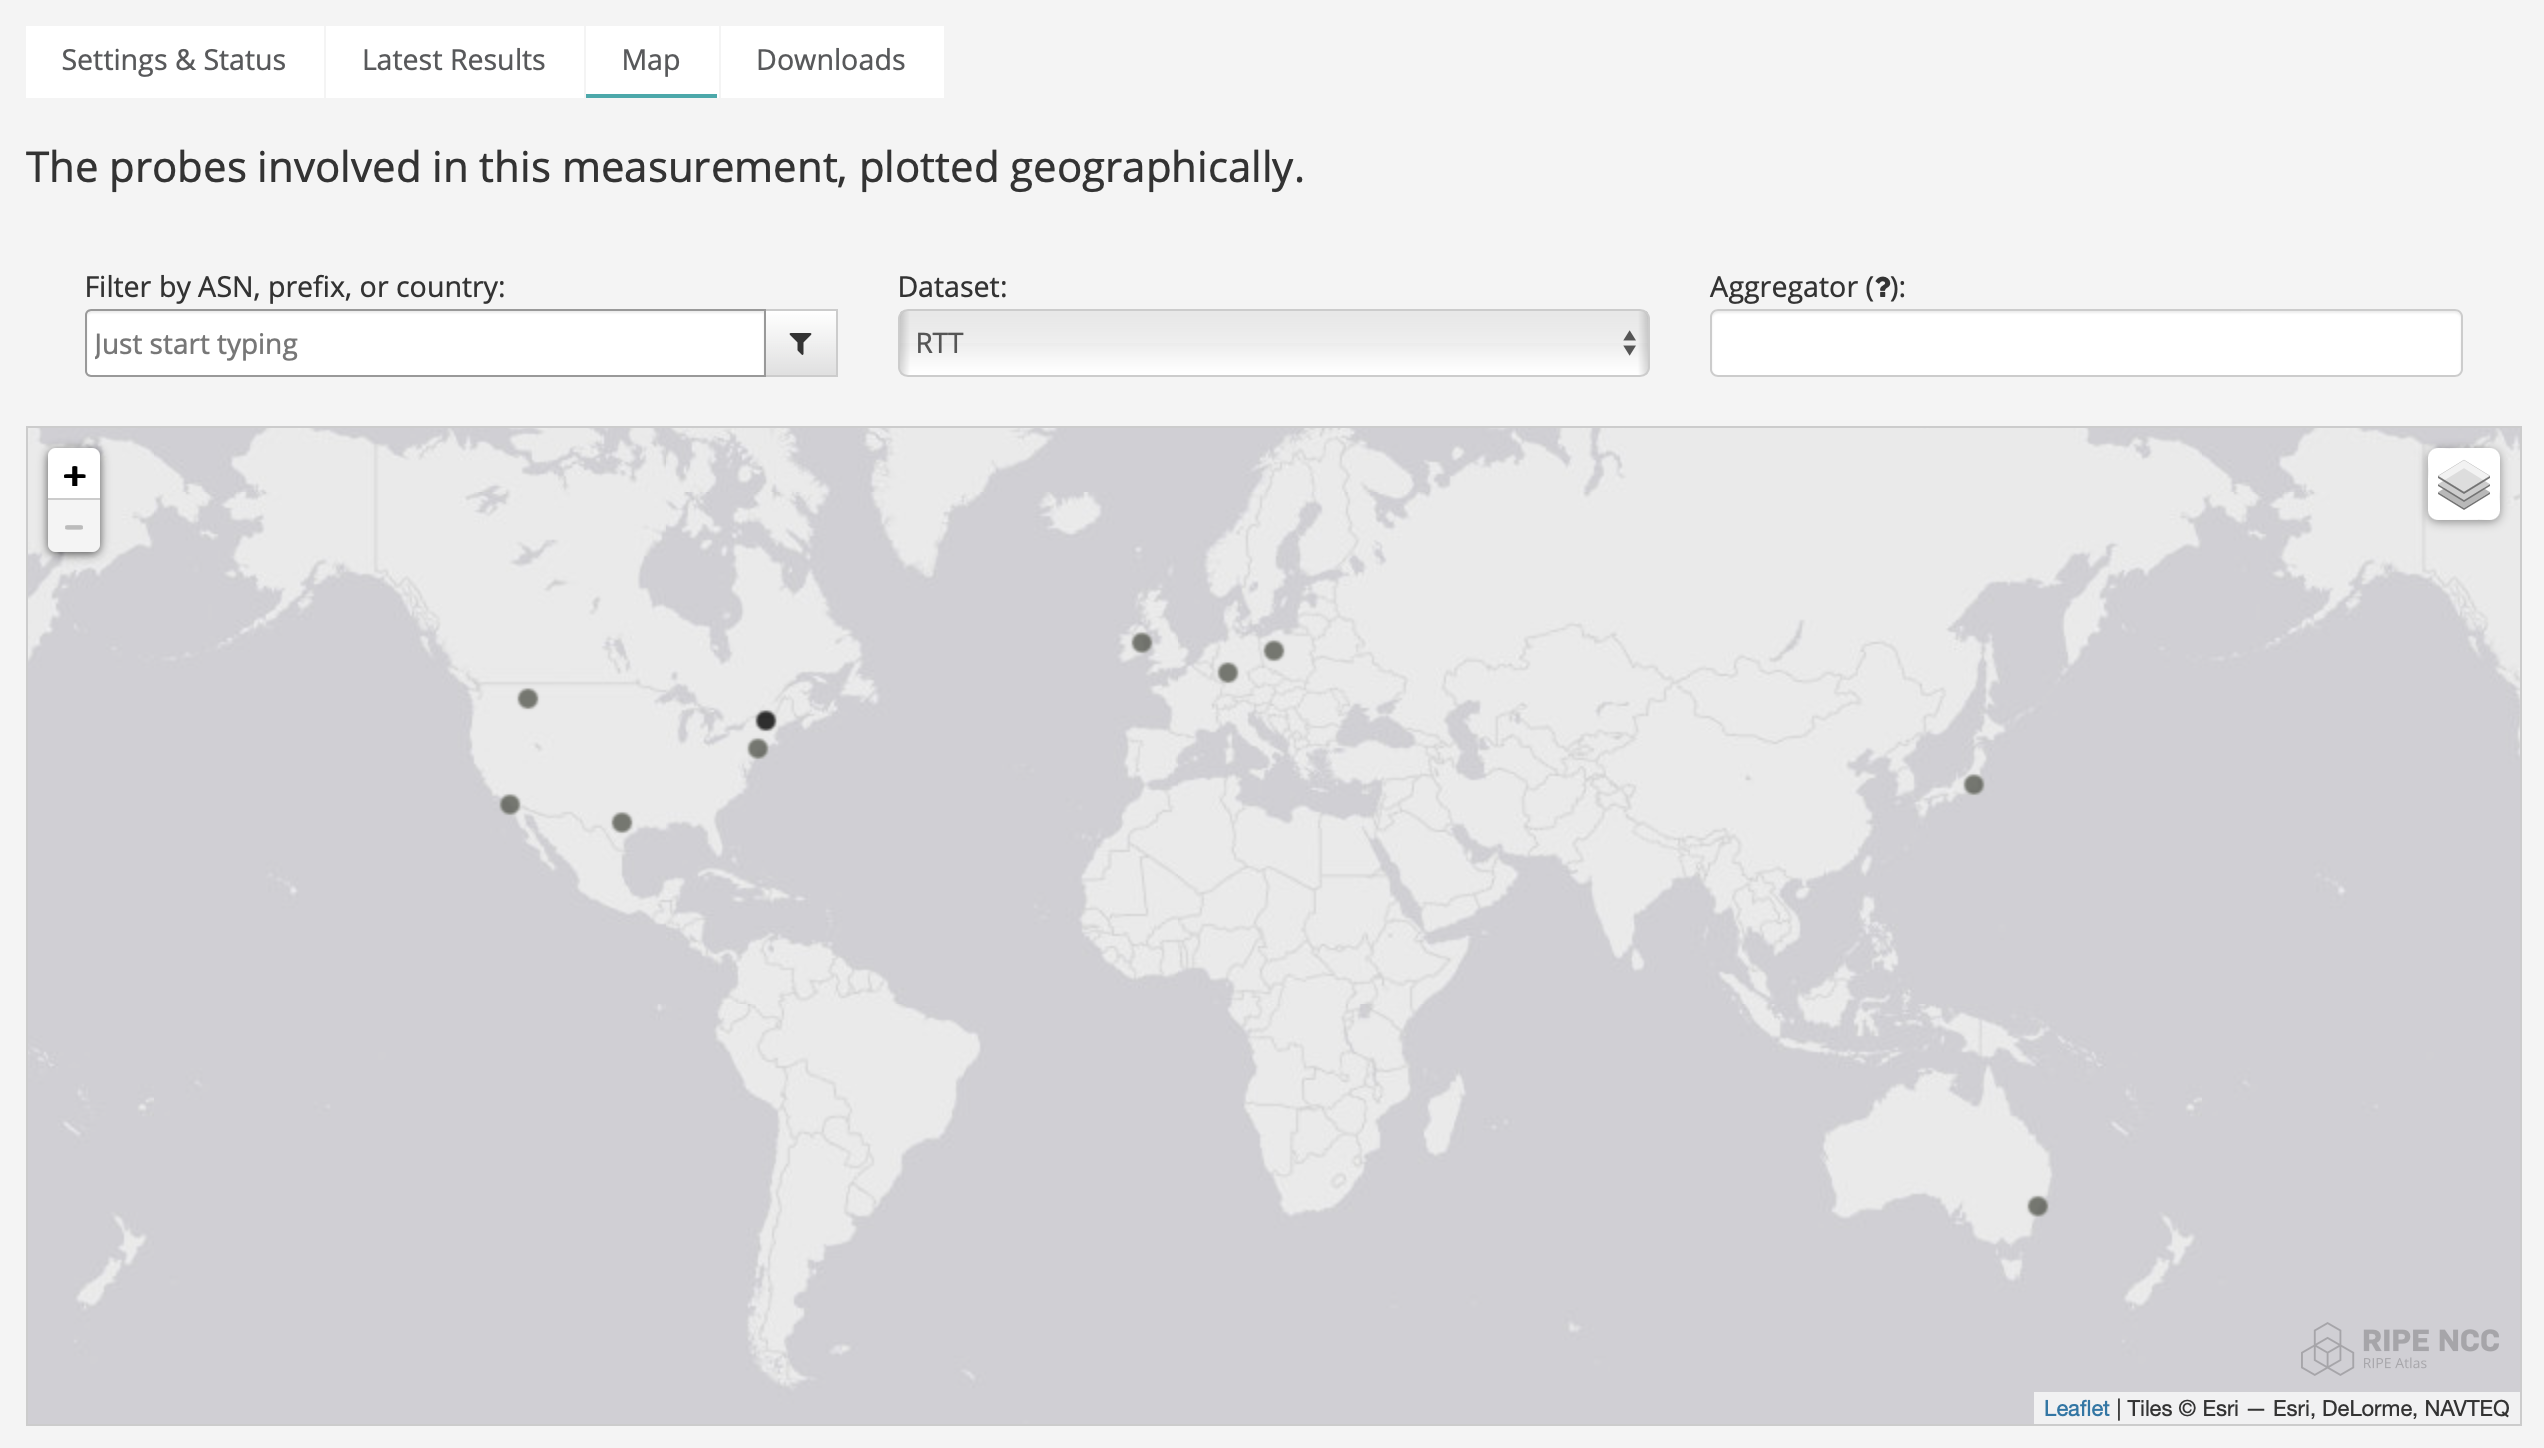 Settings & Status
Latest Results
Map
Downloads
The probes involved in this measurement, plotted geographically.
Filter by ASN, prefix, or country:
Just start typing
Dataset:
RTT
Aggregator (?):
+
−
RIPE NCC
RIPE Atlas
Leaflet | Tiles © Esri — Esri, DeLorme, NAVTEQ